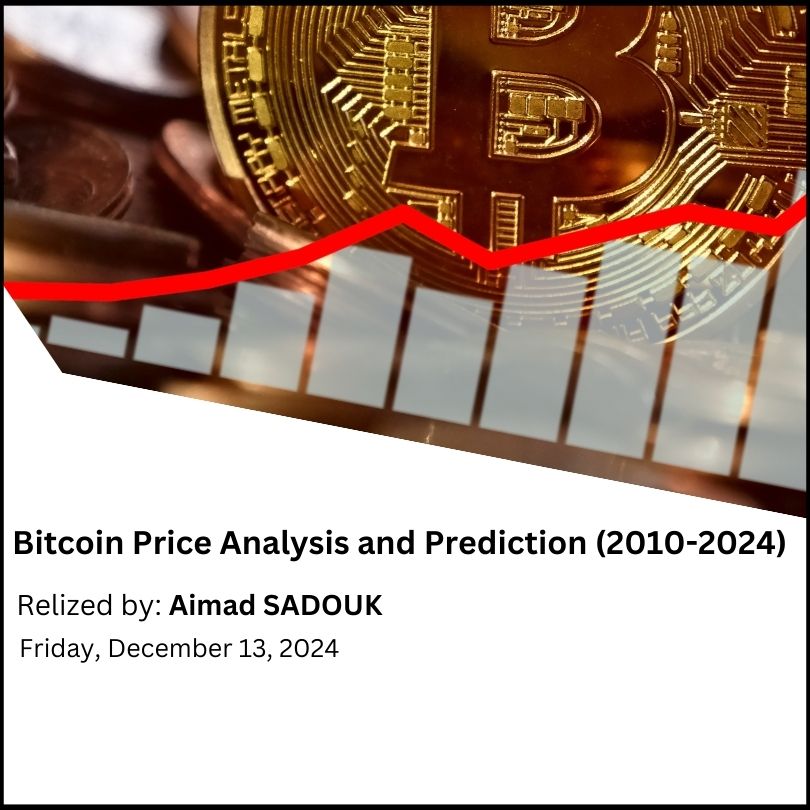 Bitcoin Price Analysis and Prediction (2010-2024)
Relized by: Aimad SADOUK
Friday, December 13, 2024